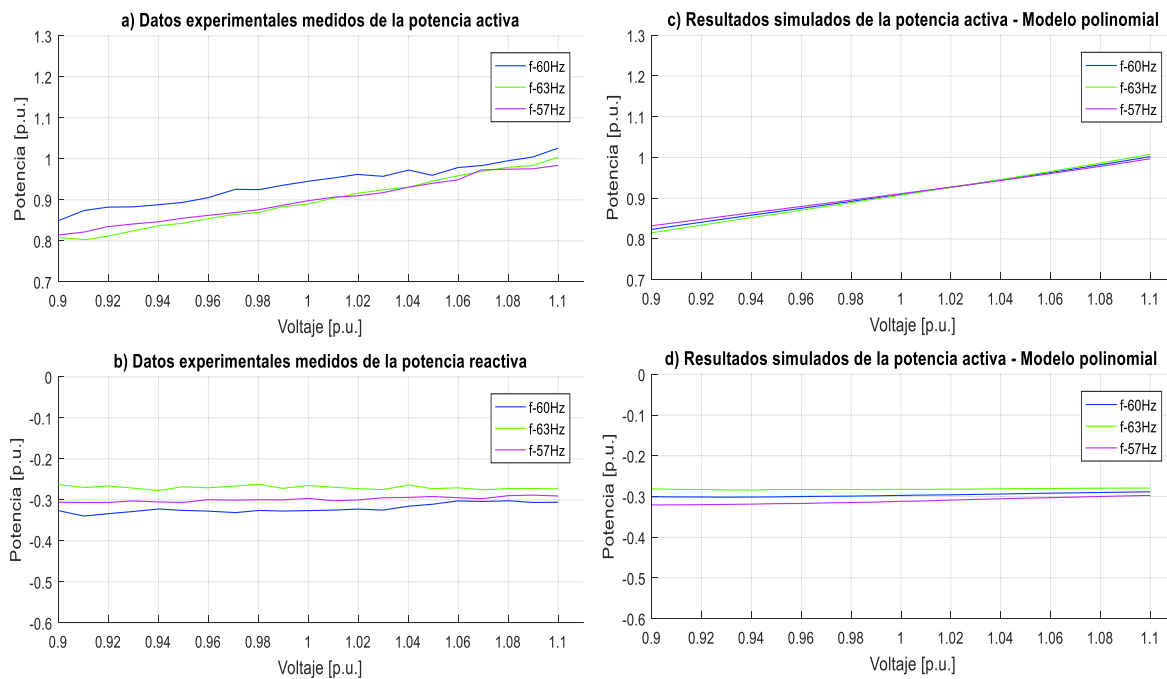 a) Datos experimentales medidos de la potencia activa
1.3
1.2
1.1
1
0.9
0.8
0.7
Potencia [p.u.]
f-60Hz
f-63Hz
f-57Hz
0.9 0.92 0.94 0.96 0.98 1 1.02 1.04 1.06 1.08 1.1
Voltaje [p.u.]
c) Resultados simulados de la potencia activa - Modelo polinomial
1.3
1.2
1.1
1
0.9
0.8
0.7
Potencia [p.u.]
f-60Hz
f-63Hz
f-57Hz
0.9 0.92 0.94 0.96 0.98 1 1.02 1.04 1.06 1.08 1.1
Voltaje [p.u.]
b) Datos experimentales medidos de la potencia reactiva
0
-0.1
-0.2
-0.3
-0.4
-0.5
-0.6
Potencia [p.u.]
f-60Hz
f-63Hz
f-57Hz
0.9 0.92 0.94 0.96 0.98 1 1.02 1.04 1.06 1.08 1.1
Voltaje [p.u.]
d) Resultados simulados de la potencia activa - Modelo polinomial
0
-0.1
-0.2
-0.3
-0.4
-0.5
-0.6
Potencia [p.u.]
f-60Hz
f-63Hz
f-57Hz
0.9 0.92 0.94 0.96 0.98 1 1.02 1.04 1.06 1.08 1.1
Voltaje [p.u.]